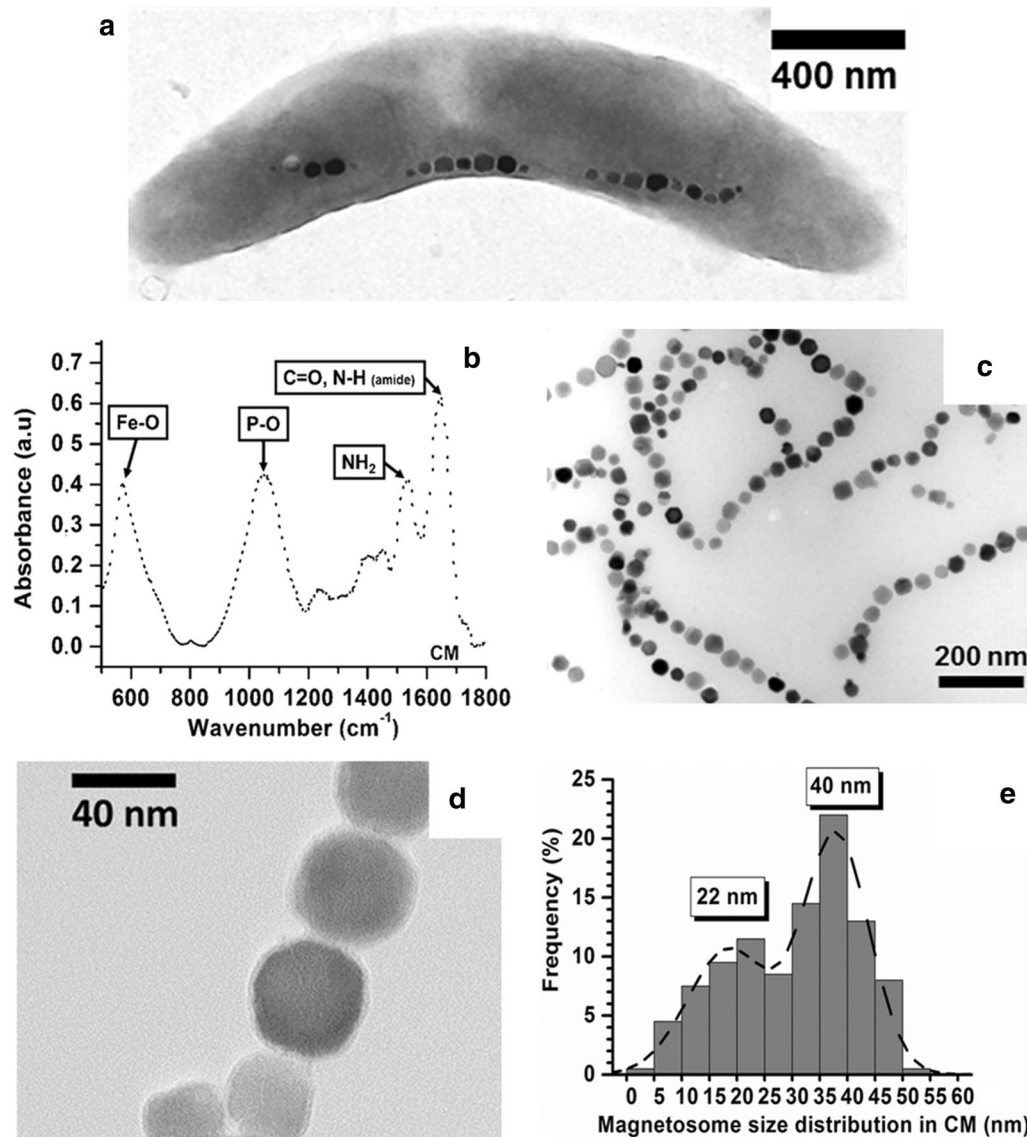 a
400 nm
b
0.7
0.6
0.5
0.4
0.3
0.2
0.1
0.0
Absorbance (a.u)
Fe-O
P-O
C=O, N-H (amide)
NH₂
CM
600 800 1000 1200 1400 1600 1800
Wavenumber (cm⁻¹)
c
200 nm
40 nm
d
e
25
20
15
10
5
0
Frequency (%)
22 nm
40 nm
0 5 10 15 20 25 30 35 40 45 50 55 60
Magnetosome size distribution in CM (nm)